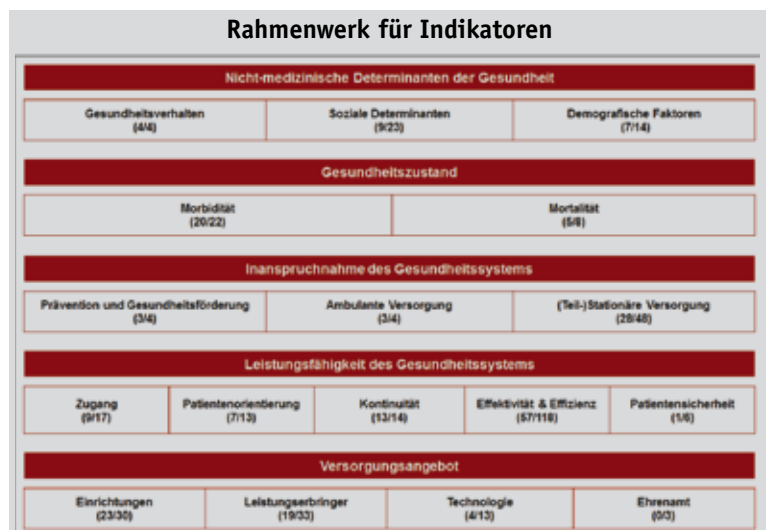 Rahmenwerk für Indikatoren
Nicht-medizinische Determinanten der Gesundheit
Gesundheitsverhalten
(4/4)
Soziale Determinanten
(9/23)
Demografische Faktoren
(7/14)
Gesundheitszustand
Morbidität
(20/22)
Mortalität
(5/8)
Inanspruchnahme des Gesundheitssystems
Prävention und Gesundheitsförderung
(3/4)
Ambulante Versorgung
(3/4)
(Teil-)Stationäre Versorgung
(28/48)
Leistungsfähigkeit des Gesundheitssystems
Zugang
(9/17)
Patientenorientierung
(7/13)
Kontinuität
(13/14)
Effektivität & Effizienz
(57/118)
Patientensicherheit
(1/6)
Versorgungsangebot
Einrichtungen
(23/30)
Leistungserbringer
(19/33)
Technologie
(4/13)
Ehrenamt
(0/3)